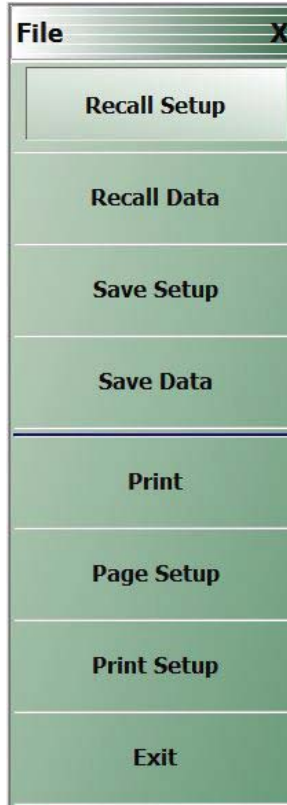 File X
Recall Setup
Recall Data
Save Setup
Save Data
Print
Page Setup
Print Setup
Exit